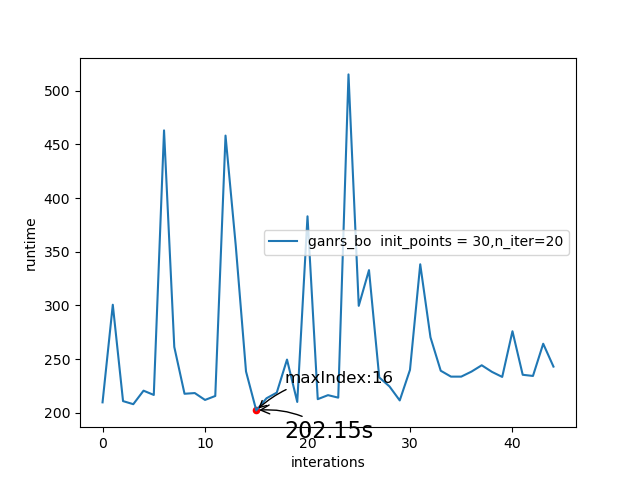 500
450
400
350
300
250
200
runtime
ganrs_bo init_points = 30,n_iter=20
maxIndex:16
202.15s
0 10 20 30 40
interations